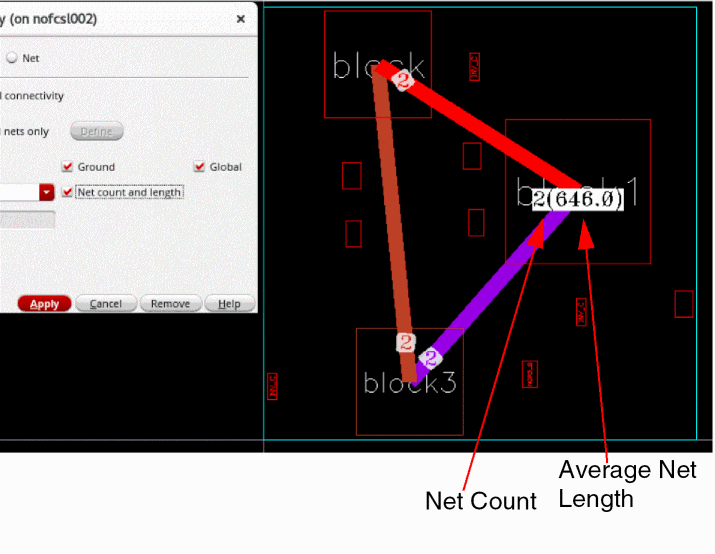 y (on nofcsl002)
×
Net
l connectivity
l nets only
Define
Ground
Global
Net count and length
Apply
Cancel
Remove
Help
block
2
block1
2(646.0)
2
2
block3
Net Count
Average Net
Length